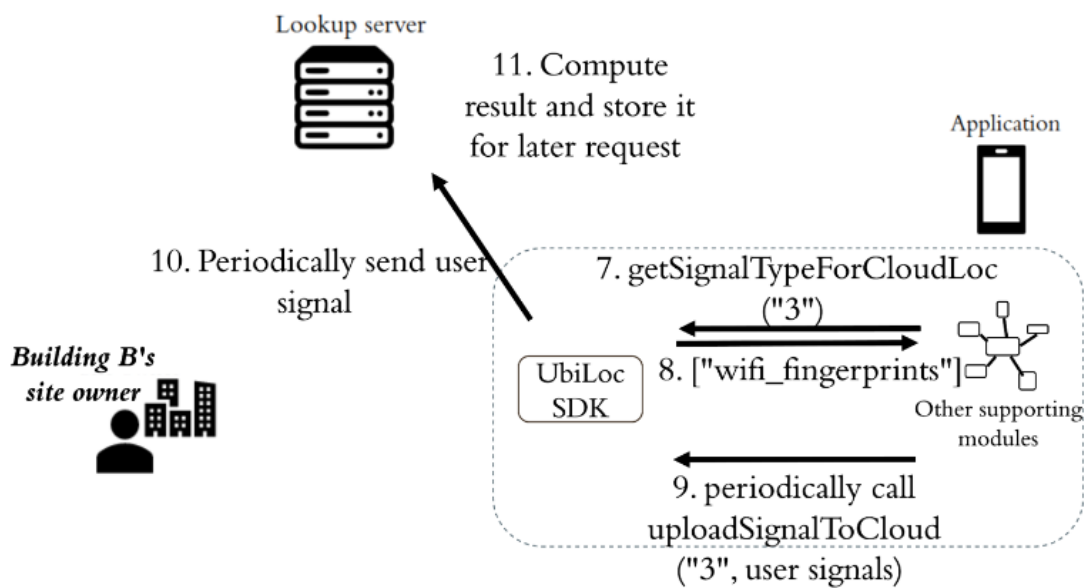 Lookup server
11. Compute
result and store it
for later request
Application
10. Periodically send user
signal
7. getSignalTypeForCloudLoc
("3")
Building B's
site owner
UbiLoc
SDK
8. ["wifi_fingerprints"]
Other supporting
modules
9. periodically call
uploadSignalToCloud
("3", user signals)